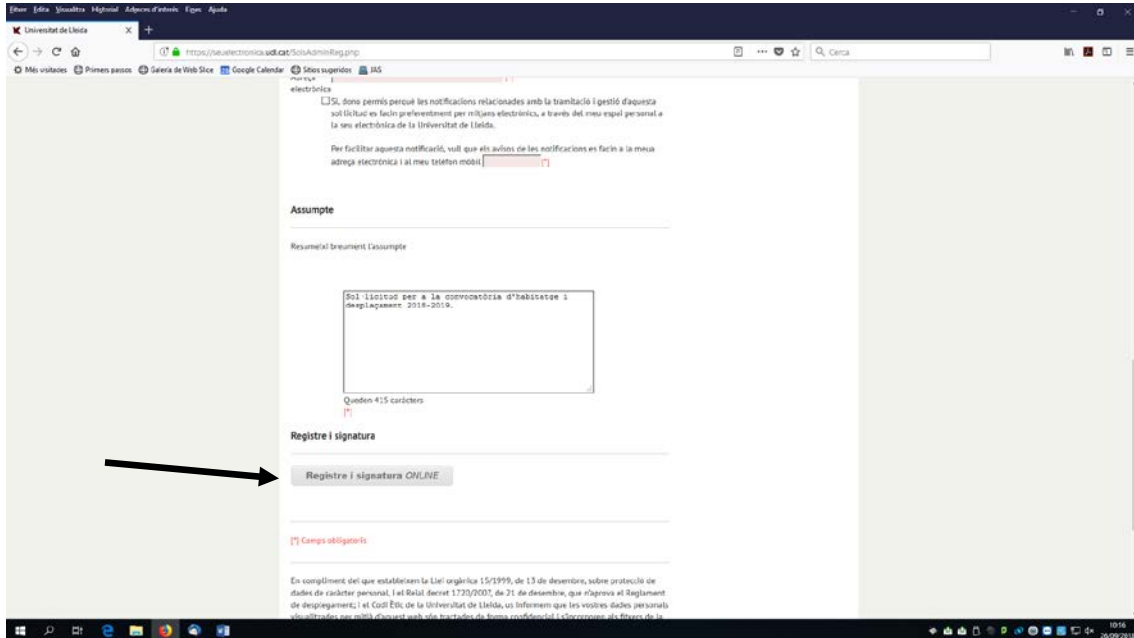 Fitxer Edita Visualitza Historial Adreces d'interès Eines Ajuda
Universitat de Lleida X +
https://seuelectronica.udl.cat/SolsAdminReg.php
Cerca
Més visitades Primers passos Galería de Web Slice Google Calendar Sitios sugeridos JAS
Adreça
electrònica
[*]
Sí, dono permís perquè les notificacions relacionades amb la tramitació i gestió d'aquesta
sol·licitud es facin preferentment per mitjans electrònics, a través del meu espai personal a
la seu electrònica de la Universitat de Lleida.
Per facilitar aquesta notificació, vull que els avisos de les notificacions es facin a la meua
adreça electrònica i al meu telèfon mòbil [*]
Assumpte
Resumeixi breument l'assumpte
Sol·licitud per a la convocatòria d'habitatge i
desplaçament 2018-2019.
Queden 415 caràcters
[*]
Registre i signatura
Registre i signatura ONLINE
[*] Camps obligatoris
En compliment del que estableixen la Llei orgànica 15/1999, de 13 de desembre, sobre protecció de
dades de caràcter personal, i el Reial decret 1720/2007, de 21 de desembre, que n'aprova el Reglament
de desplegament; i el Codi Ètic de la Universitat de Lleida, us informem que les vostres dades personals
sol·licitades per mitjà d'aquest web són tractades de forma confidencial i s'incorporen als fitxers de la
10:16